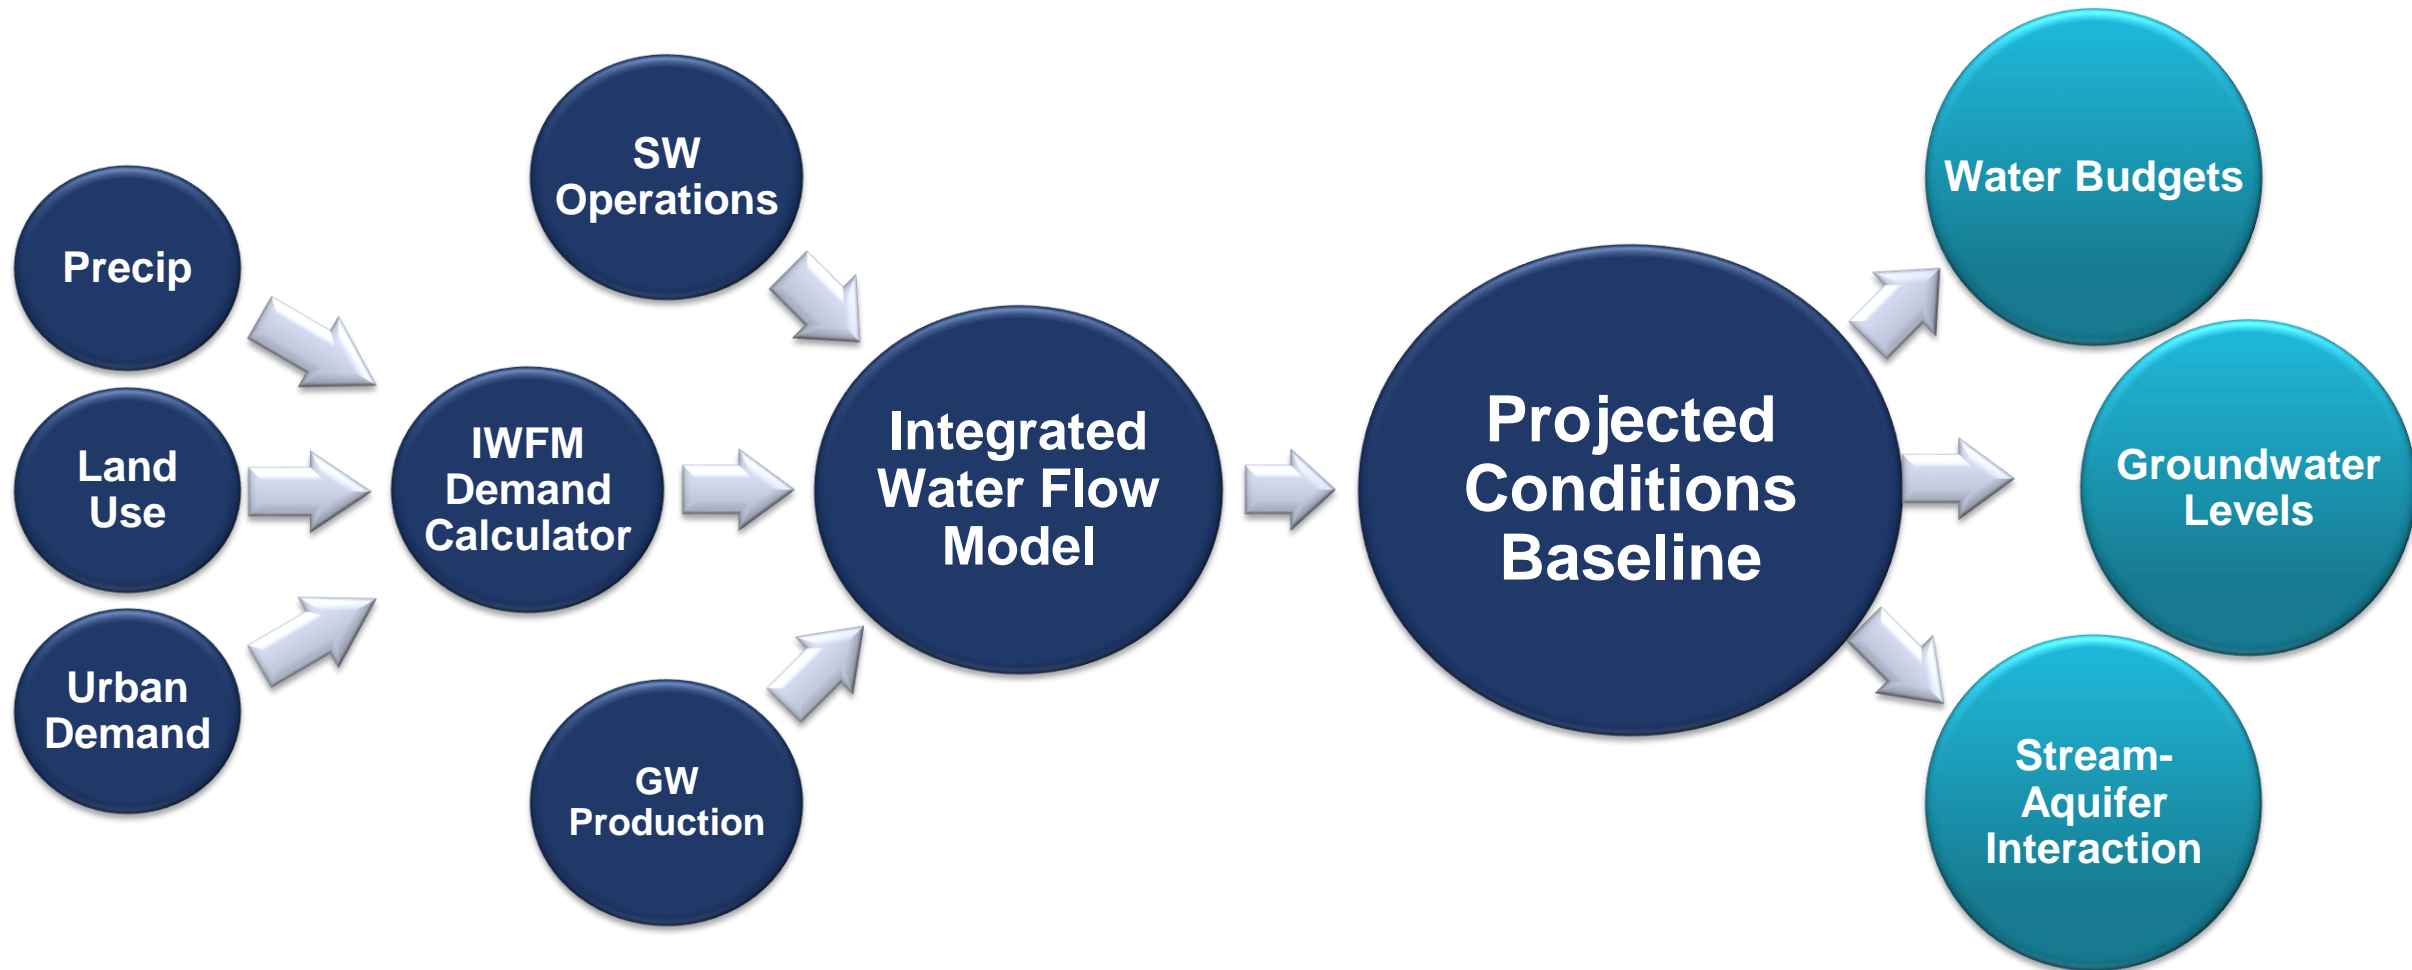 Precip
Land
Use
Urban
Demand
SW
Operations
IWFM
Demand
Calculator
GW
Production
Integrated
Water Flow
Model
Projected
Conditions
Baseline
Water Budgets
Groundwater
Levels
Stream-
Aquifer
Interaction